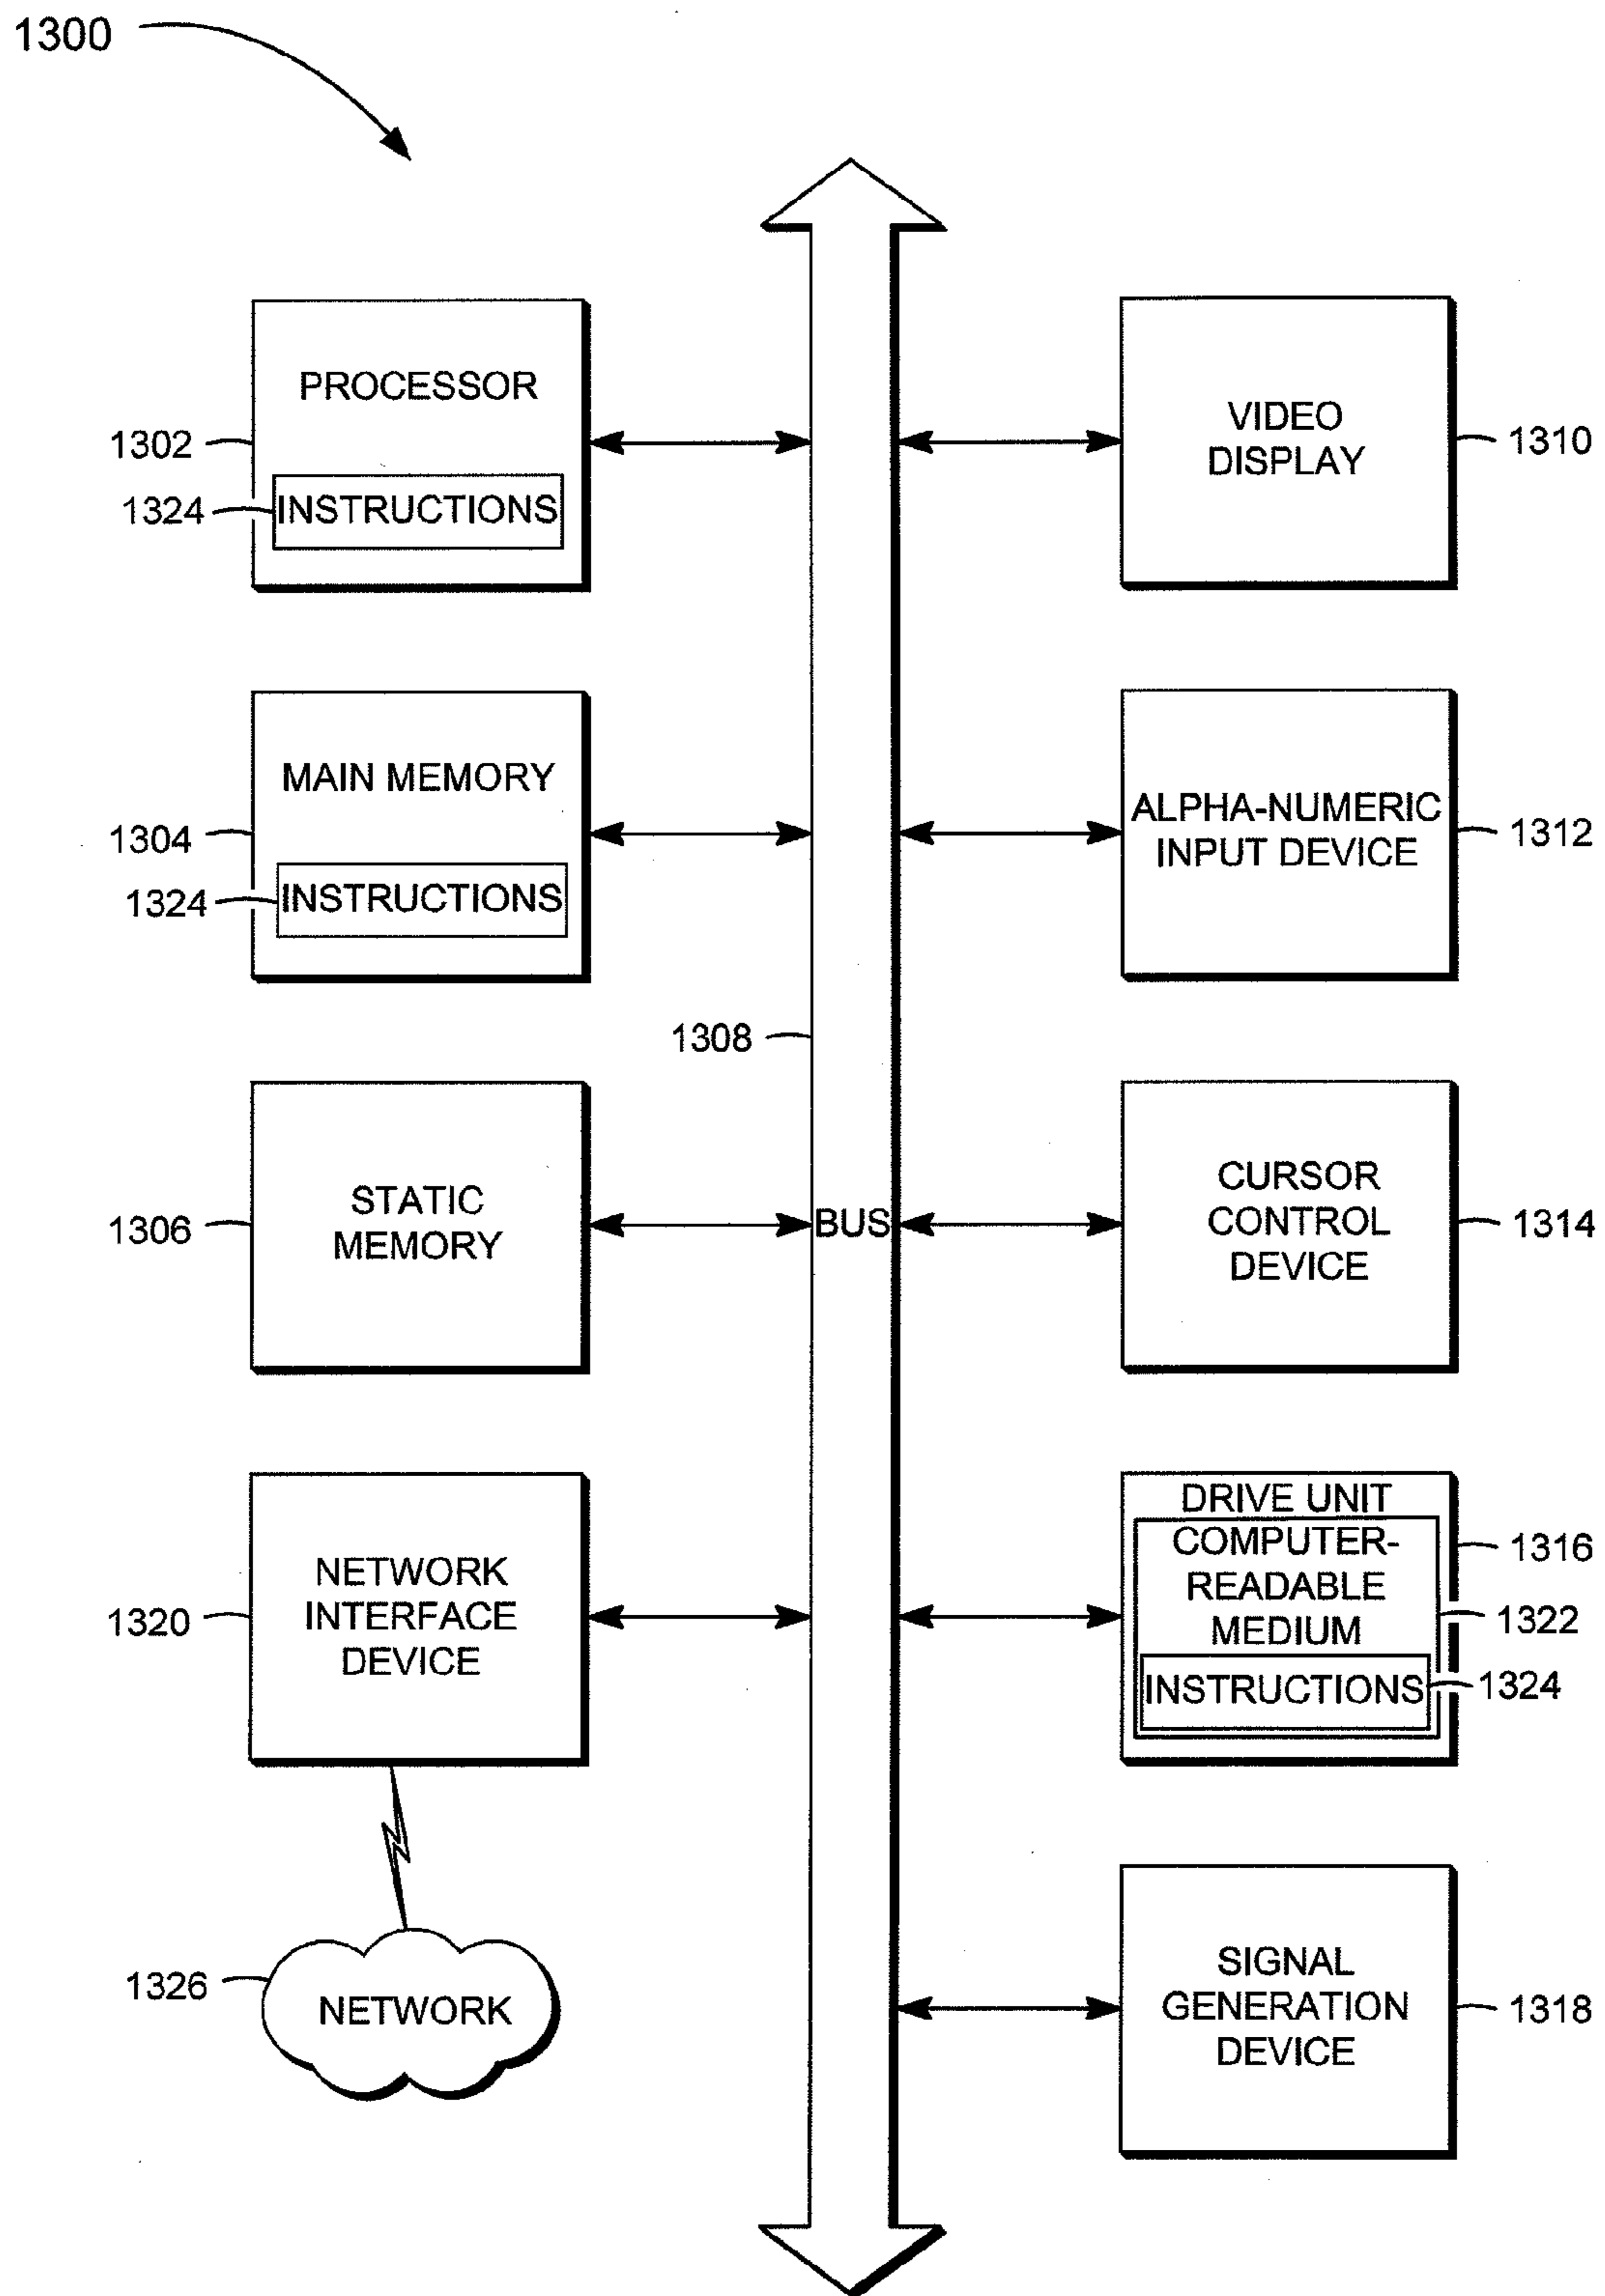 1300
PROCESSOR
1302
1324
INSTRUCTIONS
MAIN MEMORY
1304
1324
INSTRUCTIONS
1308
STATIC
MEMORY
1306
BUS
NETWORK
INTERFACE
DEVICE
1320
1326
NETWORK
VIDEO
DISPLAY
1310
ALPHA-NUMERIC
INPUT DEVICE
1312
CURSOR
CONTROL
DEVICE
1314
DRIVE UNIT
COMPUTER-
READABLE
MEDIUM
1316
1322
INSTRUCTIONS
1324
SIGNAL
GENERATION
DEVICE
1318